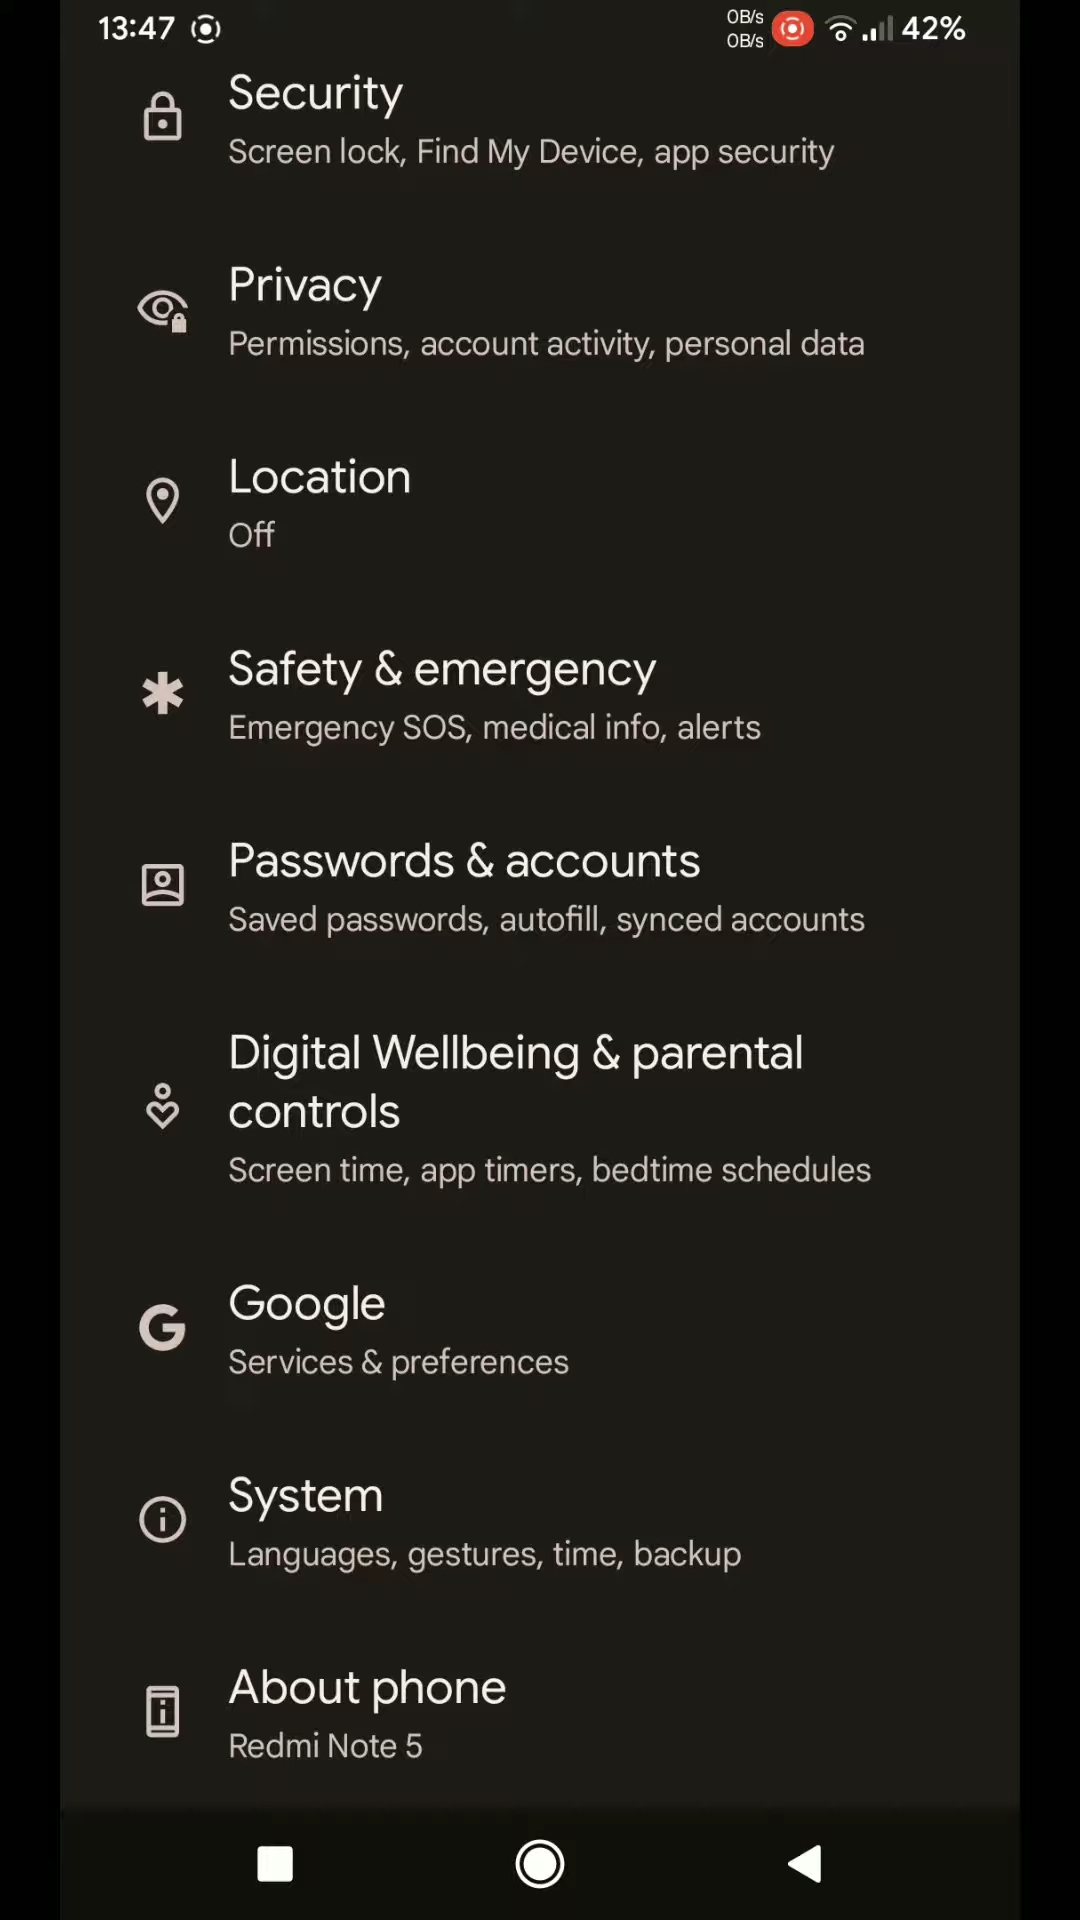 13:47
0B/s
0B/s
42%
Security
Screen lock, Find My Device, app security
Privacy
Permissions, account activity, personal data
Location
Off
Safety & emergency
Emergency SOS, medical info, alerts
Passwords & accounts
Saved passwords, autofill, synced accounts
Digital Wellbeing & parental
controls
Screen time, app timers, bedtime schedules
Google
Services & preferences
System
Languages, gestures, time, backup
About phone
Redmi Note 5